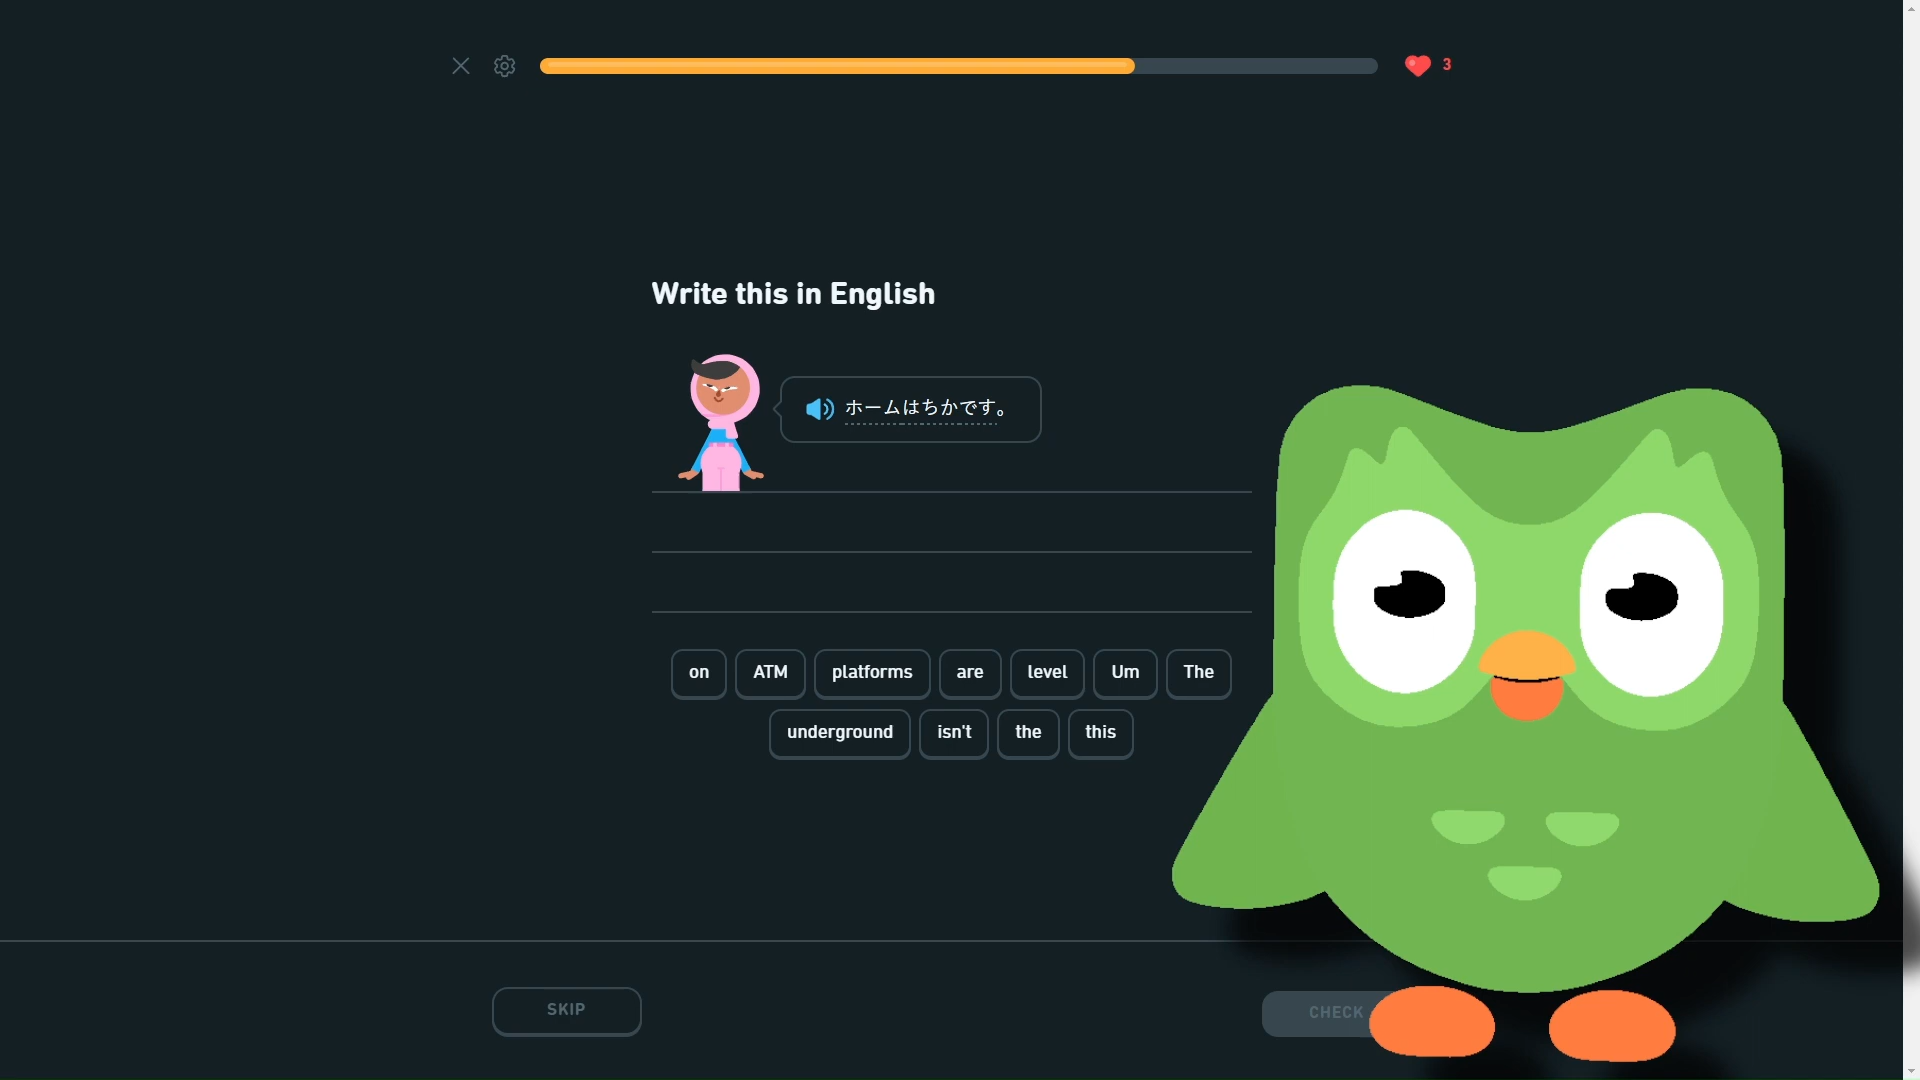 3
Write this in English
ホームはちかです。
on ATM platforms are level Um The
underground isn't the this
SKIP CHECK